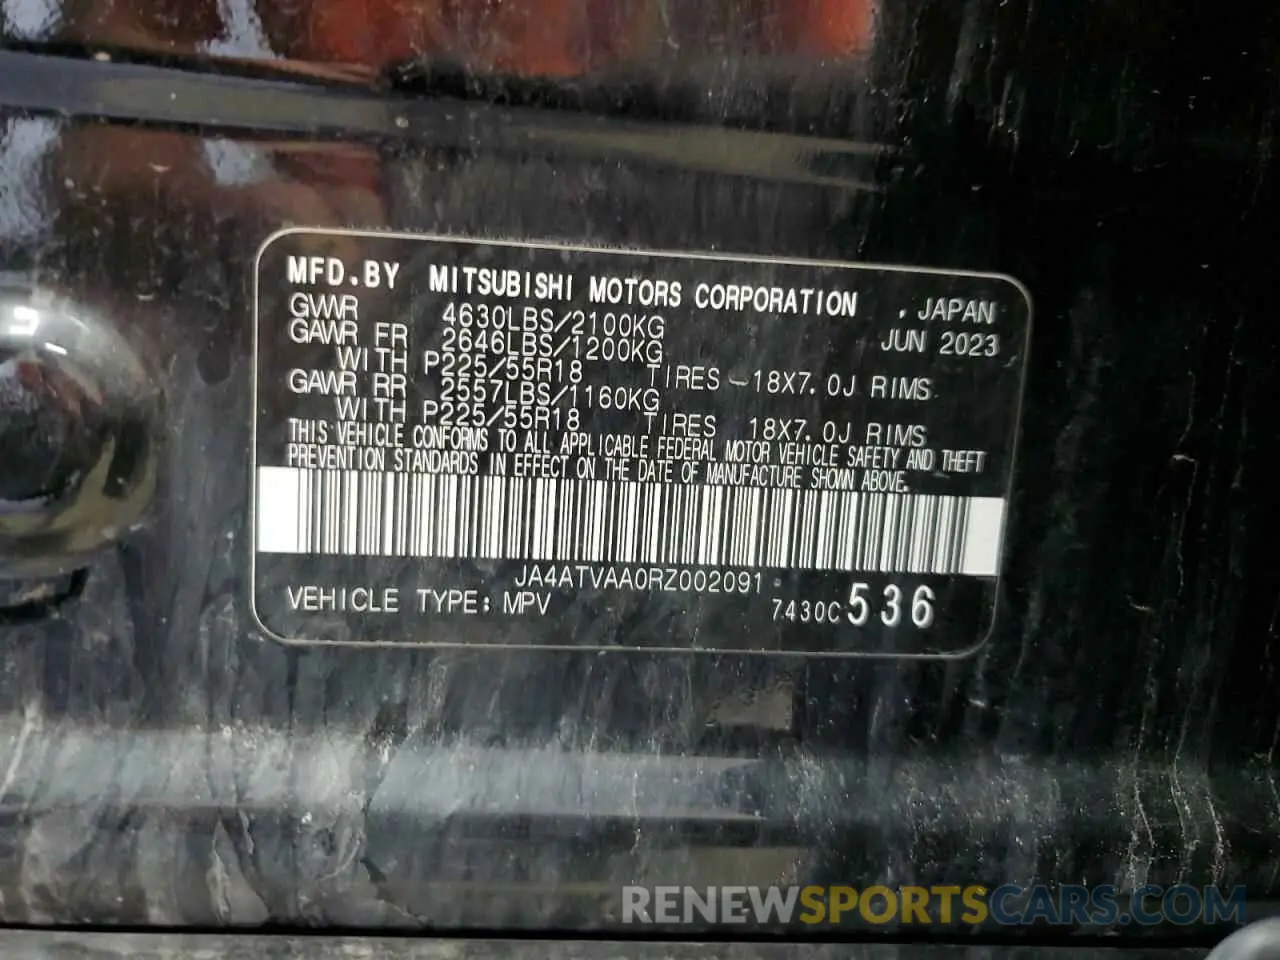 MFD.BY MITSUBISHI MOTORS CORPORATION , JAPAN
GVWR 4630LBS/2100KG JUN 2023
GAWR FR 2646LBS/1200KG
WITH P225/55R18 TIRES 18X7.0J RIMS
GAWR RR 2557LBS/1160KG
WITH P225/55R18 TIRES 18X7.0J RIMS
THIS VEHICLE CONFORMS TO ALL APPLICABLE FEDERAL MOTOR VEHICLE SAFETY AND THEFT
PREVENTION STANDARDS IN EFFECT ON THE DATE OF MANUFACTURE SHOWN ABOVE.
JA4ATVAA0RZ002091
VEHICLE TYPE: MPV 7430C 536
RENEWSPORTSCARS.COM